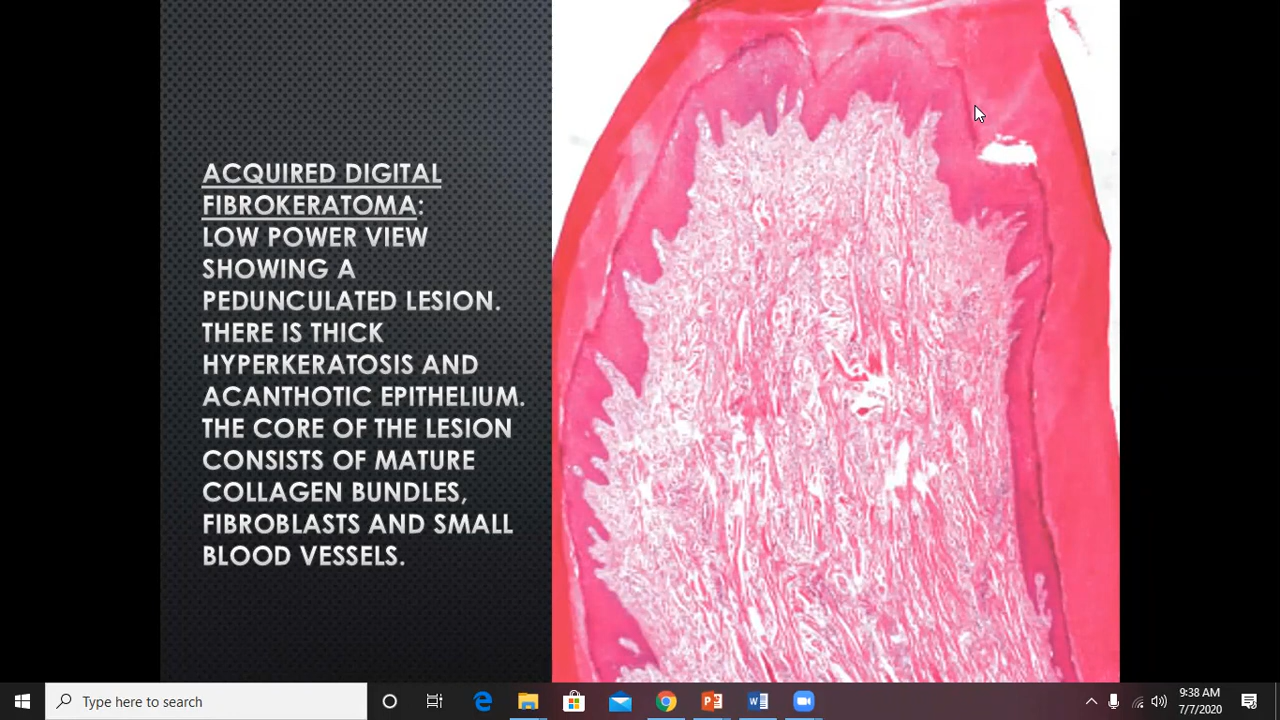 ACQUIRED DIGITAL
FIBROKERATOMA:
LOW POWER VIEW
SHOWING A
PEDUNCULATED LESION.
THERE IS THICK
HYPERKERATOSIS AND
ACANTHOTIC EPITHELIUM.
THE CORE OF THE LESION
CONSISTS OF MATURE
COLLAGEN BUNDLES,
FIBROBLASTS AND SMALL
BLOOD VESSELS.
Type here to search
9:38 AM
7/7/2020